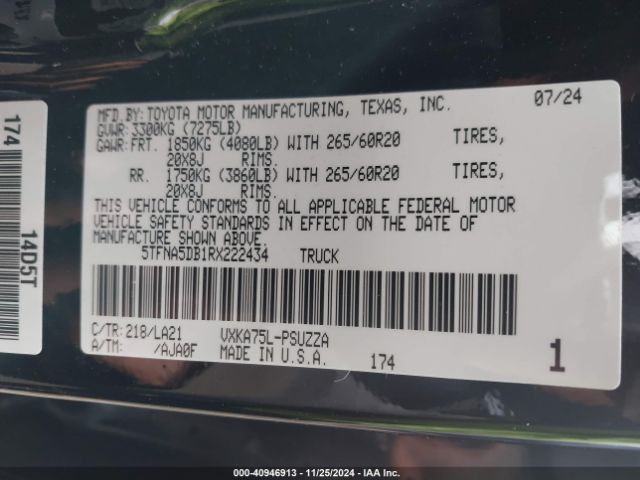 MFD.BY:TOYOTA MOTOR MANUFACTURING, TEXAS, INC. 07/24
GVWR:3300KG (7275LB)
GAWR:FRT. 1850KG (4080LB) WITH 265/60R20 TIRES,
20X8J RIMS.
RR. 1750KG (3860LB) WITH 265/60R20 TIRES,
20X8J RIMS.
THIS VEHICLE CONFORMS TO ALL APPLICABLE FEDERAL MOTOR
VEHICLE SAFETY STANDARDS IN EFFECT ON THE DATE OF
MANUFACTURE SHOWN ABOVE.
5TFNA5DB1RX222434 TRUCK
C/TR:218/LA21 VXKA75L-PSUZZA
A/TM: /AJA0F MADE IN U.S.A. 174 1
174
14D5T
000-40946913 - 11/25/2024 - IAA Inc.